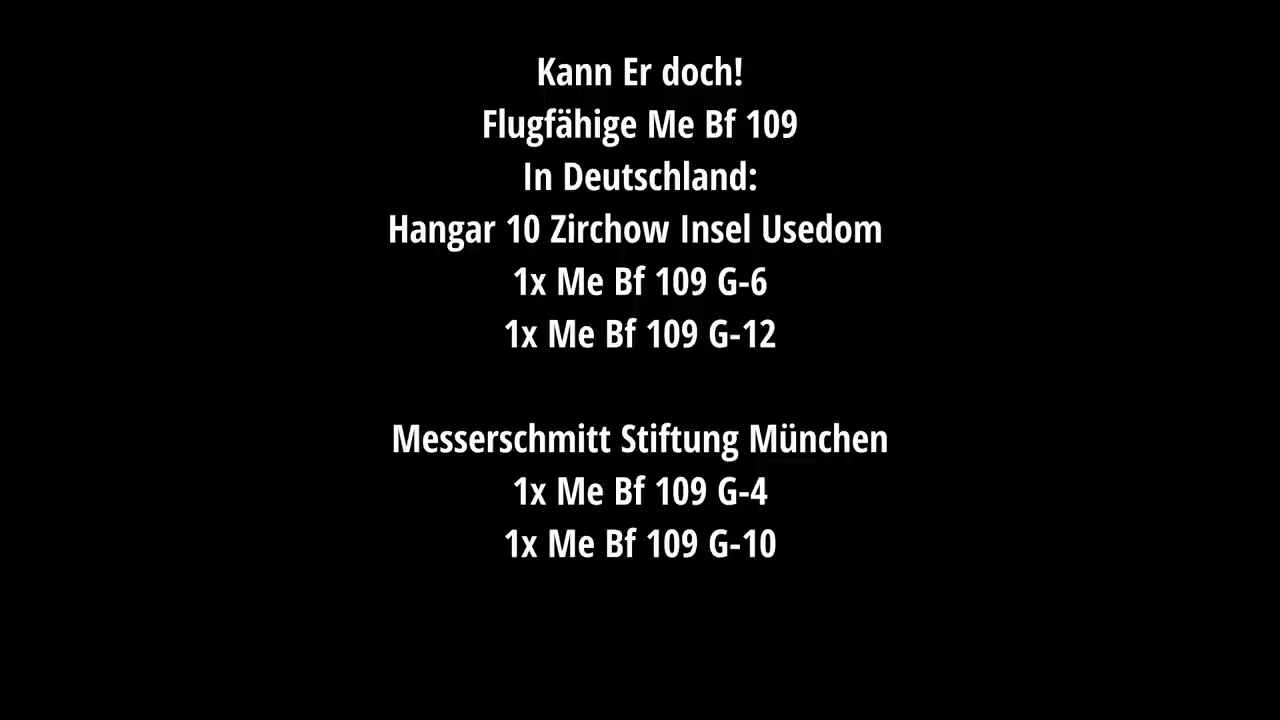 Kann Er doch!
Flugfähige Me Bf 109
In Deutschland:
Hangar 10 Zirchow Insel Usedom
1x Me Bf 109 G-6
1x Me Bf 109 G-12
Messerschmitt Stiftung München
1x Me Bf 109 G-4
1x Me Bf 109 G-10